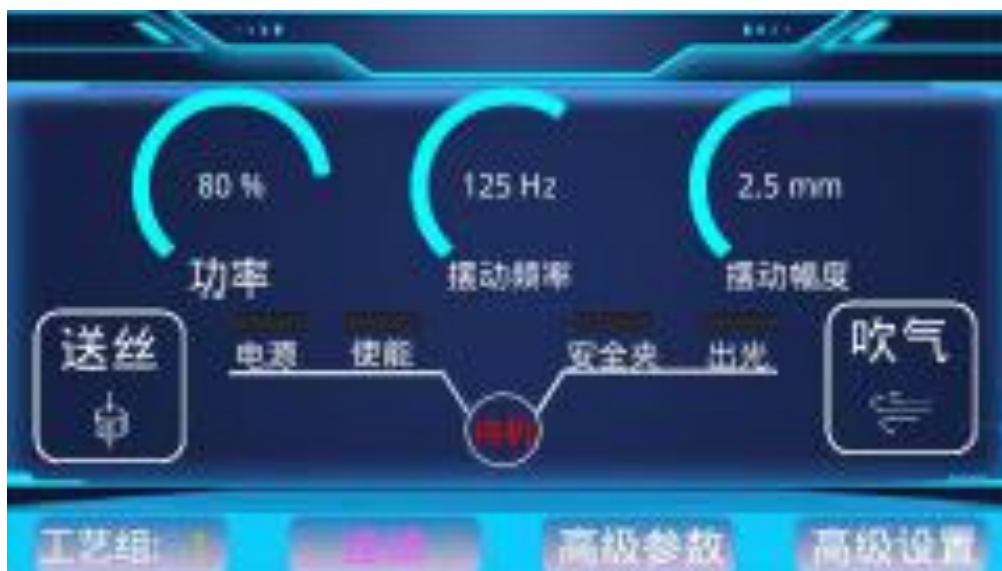 80 %
125 Hz
2.5 mm
功率
摆动频率
摆动幅度
送丝
电源
使能
安全夹
出光
吹气
待机
工艺组:
高级参数
高级设置